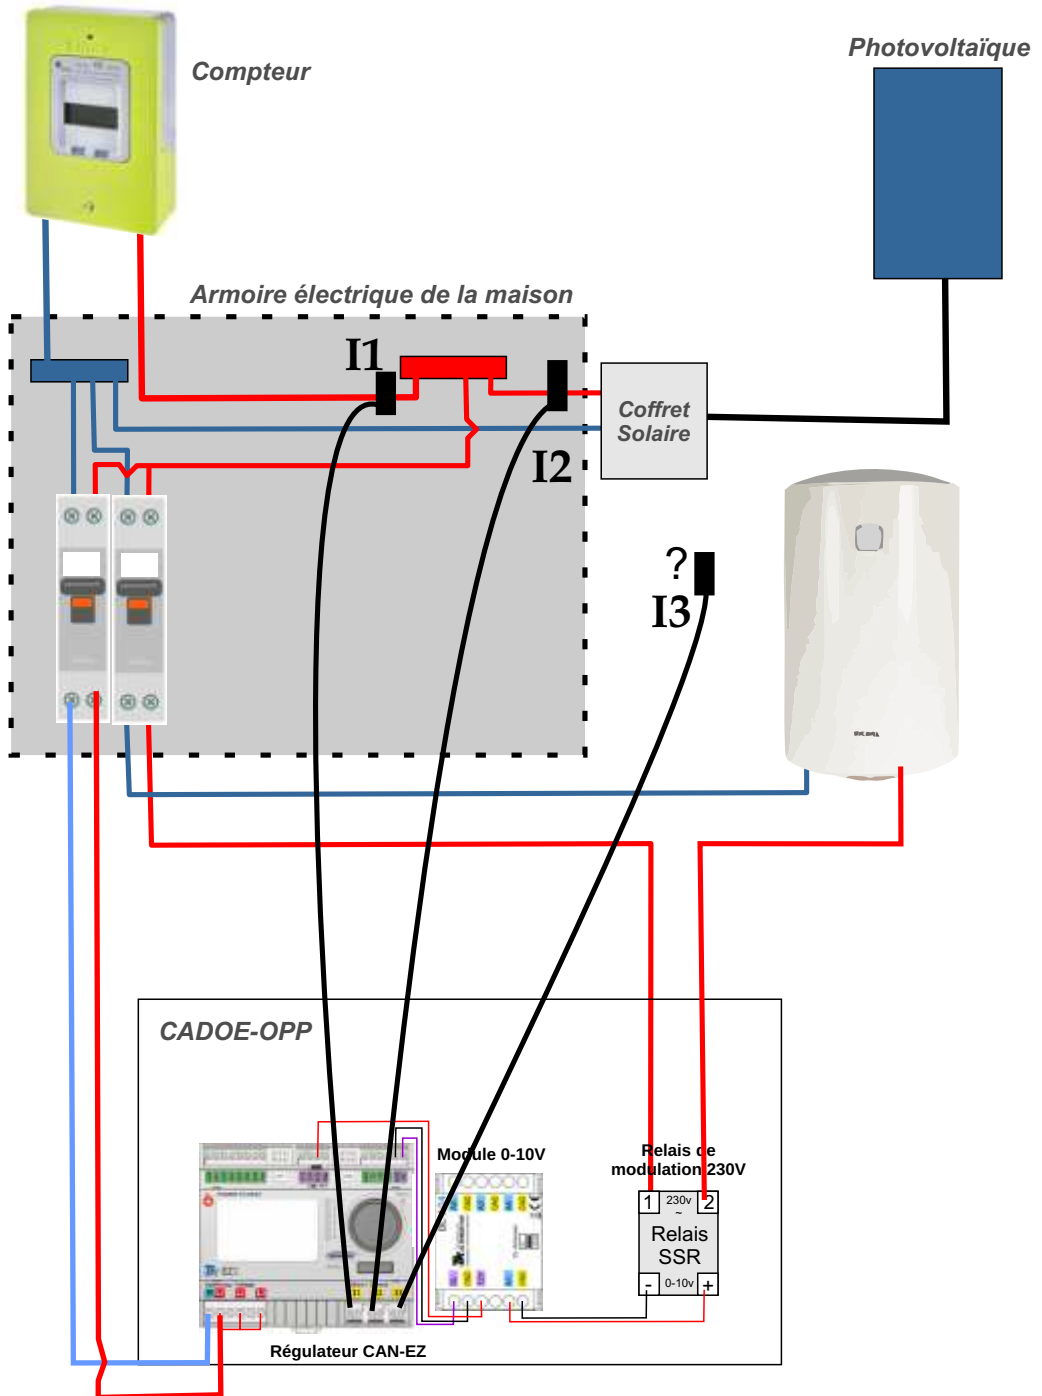 Compteur
Photovoltaïque
Armoire électrique de la maison
I1
Coffret
Solaire
I2
?
I3
CADOE-OPP
Module 0-10V
Relais de
modulation 230V
1
230v
~
2
Relais
SSR
-
0-10v
+
Régulateur CAN-EZ